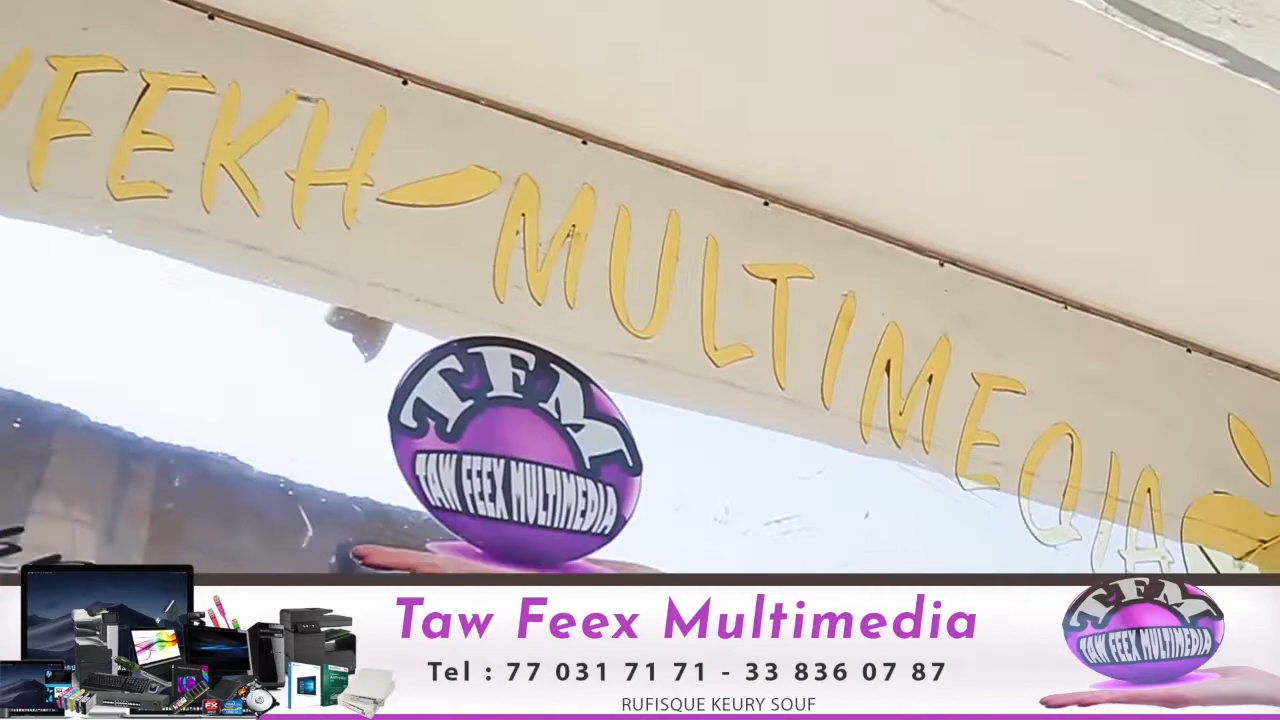 FEKH-MULTIMEDIA
TFM
TAW FEEX MULTIMEDIA
Taw Feex Multimedia
Tel : 77 031 71 71 - 33 836 07 87
RUFISQUE KEURY SOUF
TFM
TAW FEEX MULTIMEDIA